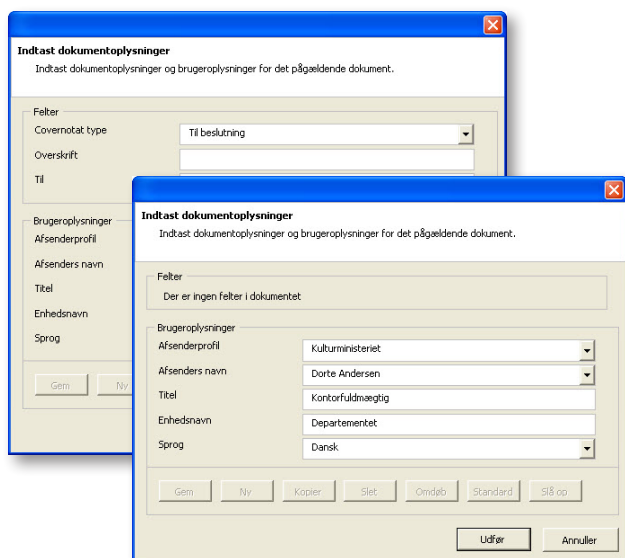 Indtast dokumentoplysninger
Indtast dokumentoplysninger og brugeroplysninger for det pågældende dokument.
Felter
Covernotat type
Til beslutning
Overskrift
Til
Brugeroplysninger
Afsenderprofil
Afsenders navn
Titel
Enhedsnavn
Sprog
Gem
Ny
Indtast dokumentoplysninger
Indtast dokumentoplysninger og brugeroplysninger for det pågældende dokument.
Felter
Der er ingen felter i dokumentet
Brugeroplysninger
Afsenderprofil
Kulturministeriet
Afsenders navn
Dorte Andersen
Titel
Kontorfuldmægtig
Enhedsnavn
Departementet
Sprog
Dansk
Gem
Ny
Kopier
Slet
Omdøb
Standard
Slå op
Udfør
Annuller